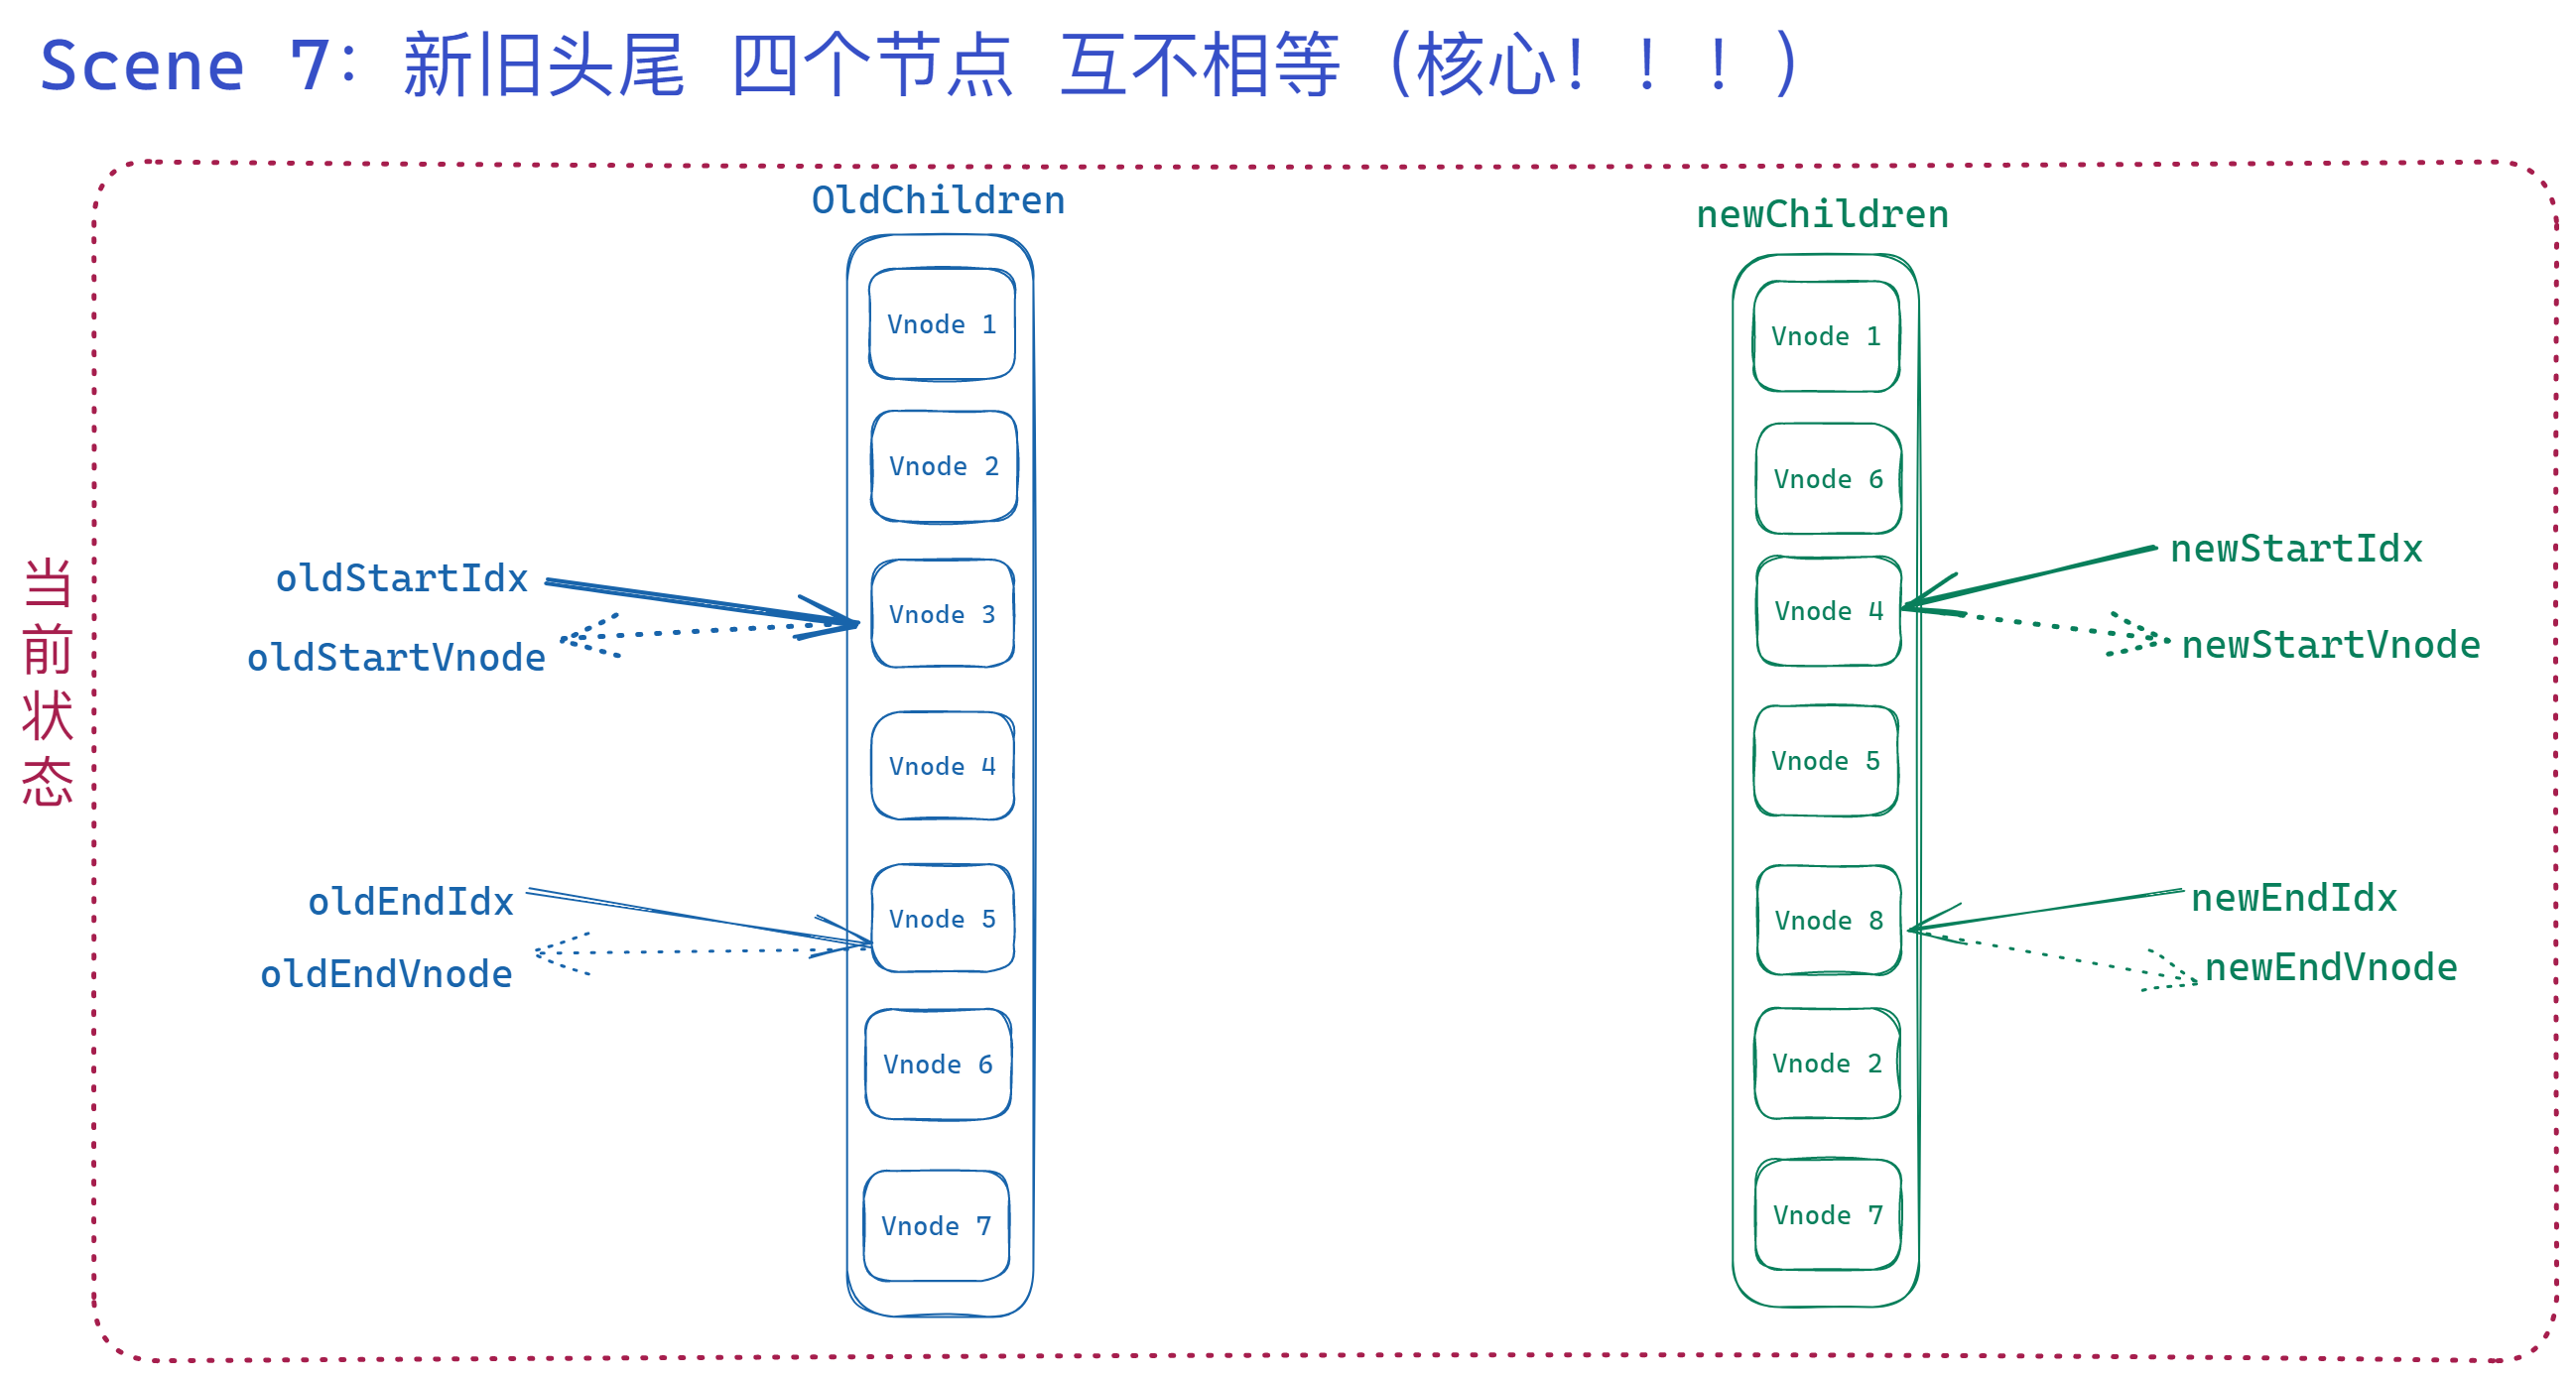 Scene 7: 新旧头尾 四个节点 互不相等 (核心! ! ! )
当前状态
OldChildren
Vnode 1
Vnode 2
Vnode 3
Vnode 4
Vnode 5
Vnode 6
Vnode 7
oldStartIdx
oldStartVnode
oldEndIdx
oldEndVnode
newChildren
Vnode 1
Vnode 6
Vnode 4
Vnode 5
Vnode 8
Vnode 2
Vnode 7
newStartIdx
newStartVnode
newEndIdx
newEndVnode